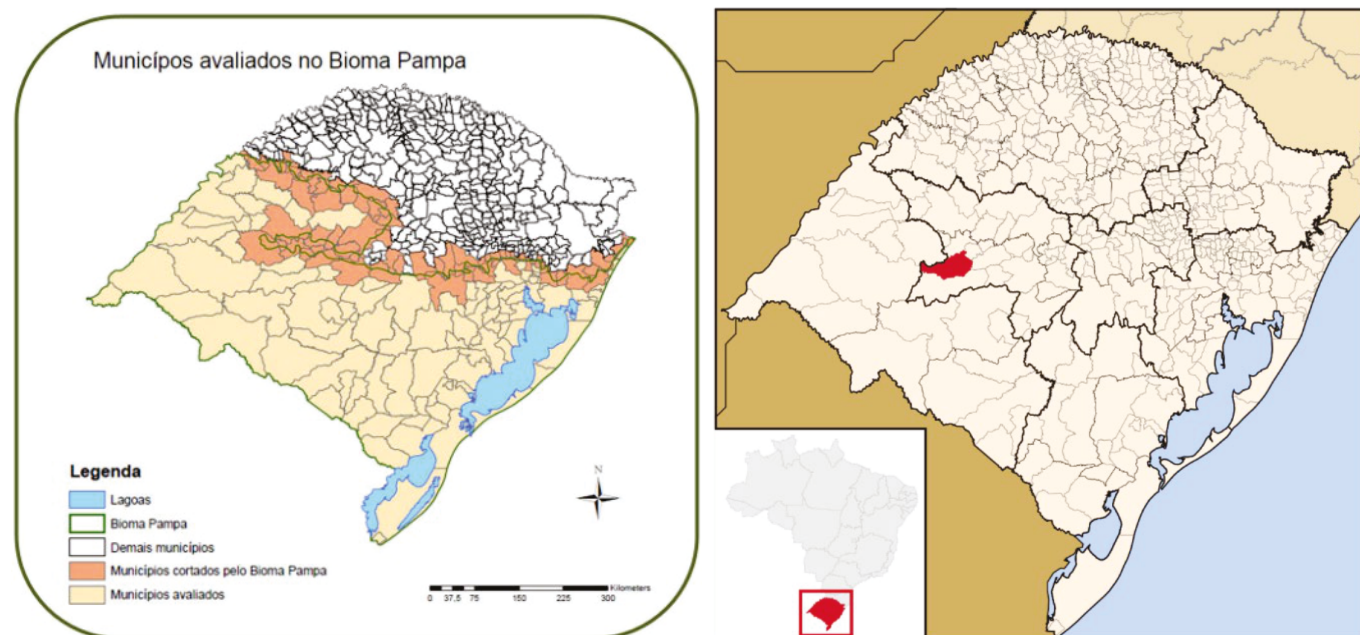 Municípos avaliados no Bioma Pampa
Legenda
Lagoas
Bioma Pampa
Demais municípios
Municípios cortados pelo Bioma Pampa
Municípios avaliados
N
Kilometers
0 37,5 75 150 225 300